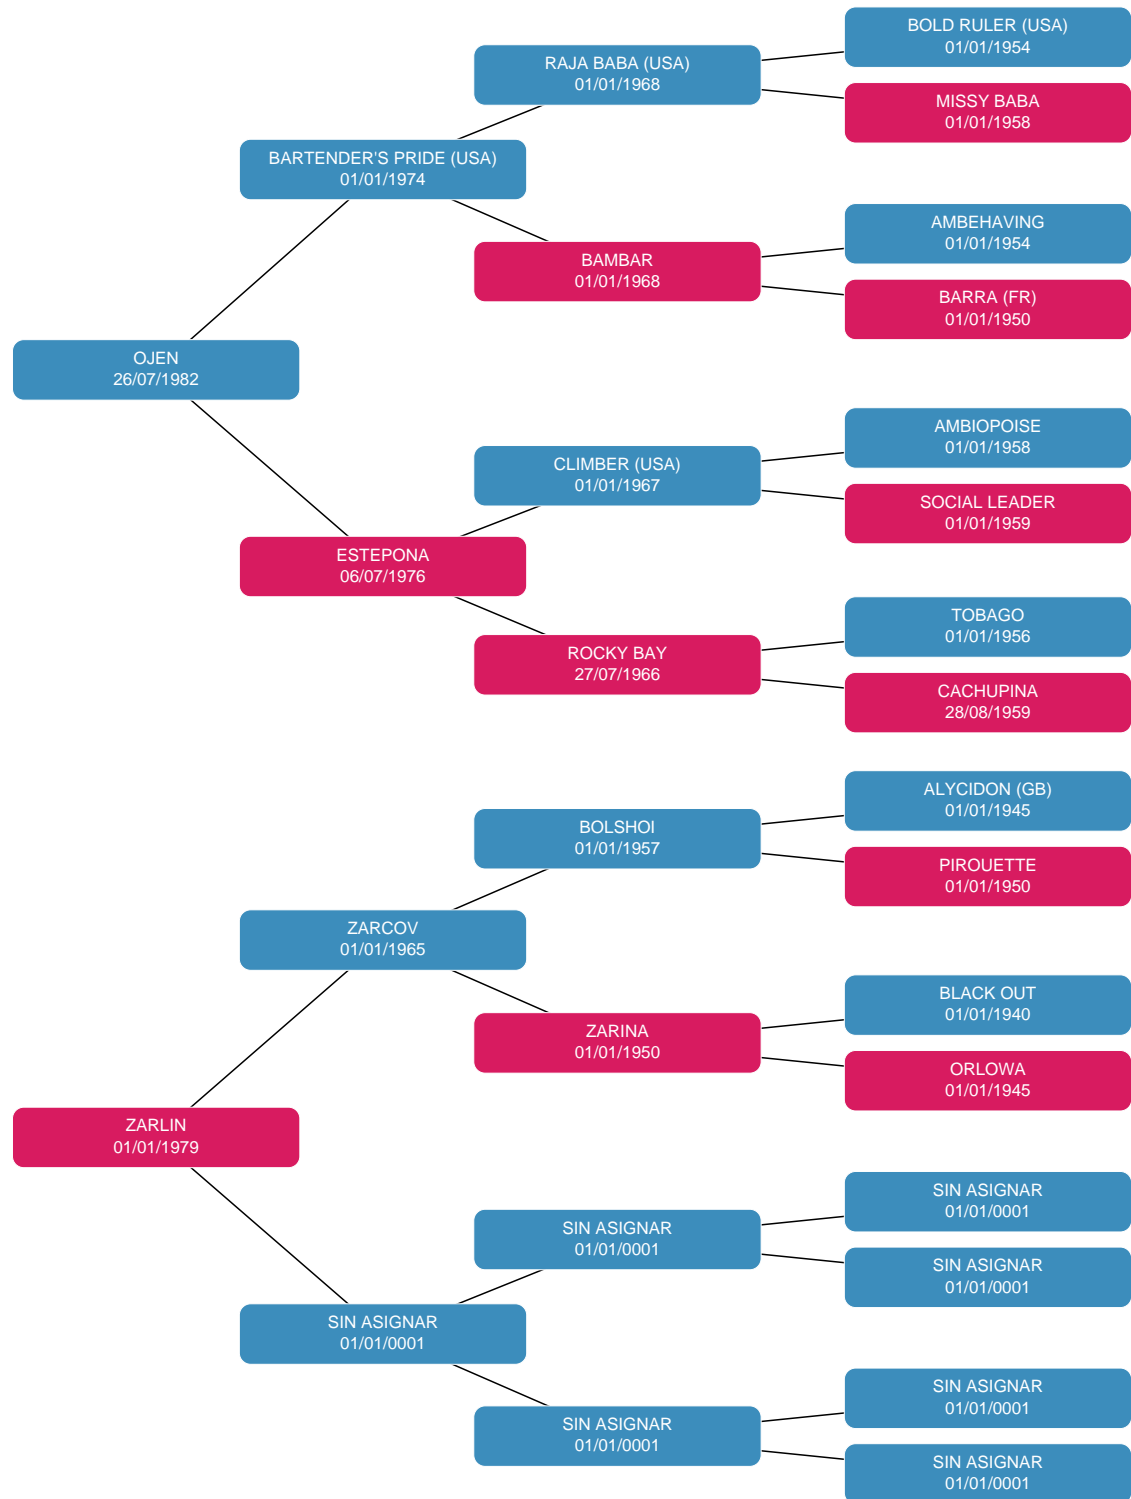 BOLD RULER (USA)
01/01/1954
RAJA BABA (USA)
01/01/1968
MISSY BABA
01/01/1958
BARTENDER'S PRIDE (USA)
01/01/1974
AMBEHAVING
01/01/1954
BAMBAR
01/01/1968
BARRA (FR)
01/01/1950
OJEN
26/07/1982
AMBIOPOISE
01/01/1958
CLIMBER (USA)
01/01/1967
SOCIAL LEADER
01/01/1959
ESTEPONA
06/07/1976
TOBAGO
01/01/1956
ROCKY BAY
27/07/1966
CACHUPINA
28/08/1959
ALYCIDON (GB)
01/01/1945
BOLSHOI
01/01/1957
PIROUETTE
01/01/1950
ZARCOV
01/01/1965
BLACK OUT
01/01/1940
ZARINA
01/01/1950
ORLOWA
01/01/1945
ZARLIN
01/01/1979
SIN ASIGNAR
01/01/0001
SIN ASIGNAR
01/01/0001
SIN ASIGNAR
01/01/0001
SIN ASIGNAR
01/01/0001
SIN ASIGNAR
01/01/0001
SIN ASIGNAR
01/01/0001
SIN ASIGNAR
01/01/0001